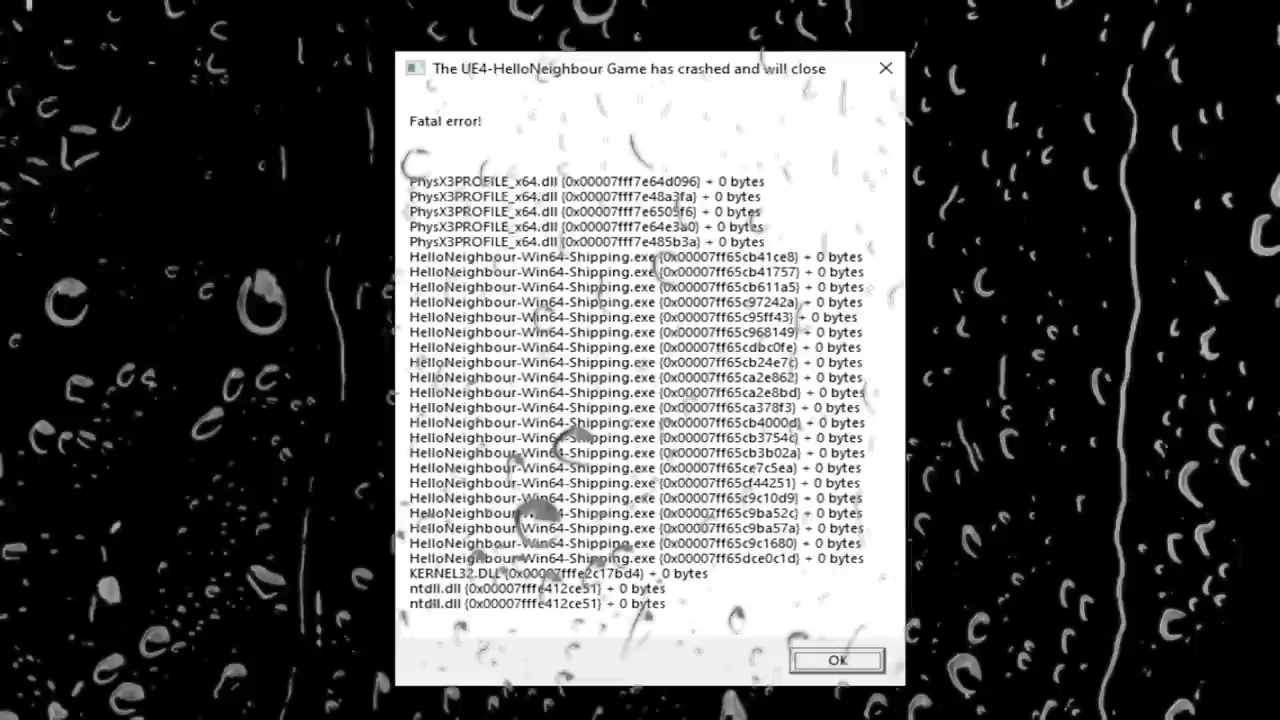 The UE4-HelloNeighbour Game has crashed and will close
Fatal error!
PhysX3PROFILE_x64.dll {0x00007fff7e64d096} + 0 bytes
PhysX3PROFILE_x64.dll {0x00007fff7e48a3fa} + 0 bytes
PhysX3PROFILE_x64.dll {0x00007fff7e6505f6} + 0 bytes
PhysX3PROFILE_x64.dll {0x00007fff7e64e3a0} + 0 bytes
PhysX3PROFILE_x64.dll {0x00007fff7e485b3a} + 0 bytes
HelloNeighbour-Win64-Shipping.exe {0x00007ff65cb41ce8} + 0 bytes
HelloNeighbour-Win64-Shipping.exe {0x00007ff65cb41757} + 0 bytes
HelloNeighbour-Win64-Shipping.exe {0x00007ff65cb611a5} + 0 bytes
HelloNeighbour-Win64-Shipping.exe {0x00007ff65c97242a} + 0 bytes
HelloNeighbour-Win64-Shipping.exe {0x00007ff65c95ff43} + 0 bytes
HelloNeighbour-Win64-Shipping.exe {0x00007ff65c968149} + 0 bytes
HelloNeighbour-Win64-Shipping.exe {0x00007ff65cdbc0fe} + 0 bytes
HelloNeighbour-Win64-Shipping.exe {0x00007ff65cb24e7c} + 0 bytes
HelloNeighbour-Win64-Shipping.exe {0x00007ff65ca2e862} + 0 bytes
HelloNeighbour-Win64-Shipping.exe {0x00007ff65ca2e8bd} + 0 bytes
HelloNeighbour-Win64-Shipping.exe {0x00007ff65ca378f3} + 0 bytes
HelloNeighbour-Win64-Shipping.exe {0x00007ff65cb4000d} + 0 bytes
HelloNeighbour-Win64-Shipping.exe {0x00007ff65cb3754c} + 0 bytes
HelloNeighbour-Win64-Shipping.exe {0x00007ff65cb3b02a} + 0 bytes
HelloNeighbour-Win64-Shipping.exe {0x00007ff65ce7c5ea} + 0 bytes
HelloNeighbour-Win64-Shipping.exe {0x00007ff65cf44251} + 0 bytes
HelloNeighbour-Win64-Shipping.exe {0x00007ff65c9c10d9} + 0 bytes
HelloNeighbour-Win64-Shipping.exe {0x00007ff65c9ba52c} + 0 bytes
HelloNeighbour-Win64-Shipping.exe {0x00007ff65c9ba57a} + 0 bytes
HelloNeighbour-Win64-Shipping.exe {0x00007ff65c9c1680} + 0 bytes
HelloNeighbour-Win64-Shipping.exe {0x00007ff65dce0c1d} + 0 bytes
KERNEL32.DLL {0x00007fffe2c17bd4} + 0 bytes
ntdll.dll {0x00007fffe412ce51} + 0 bytes
ntdll.dll {0x00007fffe412ce51} + 0 bytes
OK